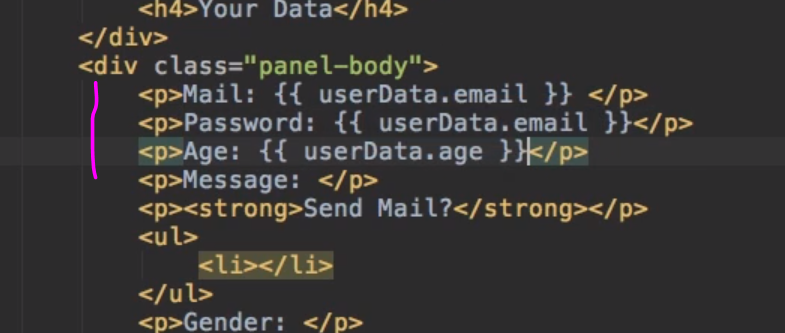 <h4>Your Data</h4>
</div>
<div class="panel-body">
<p>Mail: {{ userData.email }} </p>
<p>Password: {{ userData.email }}</p>
<p>Age: {{ userData.age }}</p>
<p>Message: </p>
<p><strong>Send Mail?</strong></p>
<ul>
<li></li>
</ul>
<p>Gender: </p>